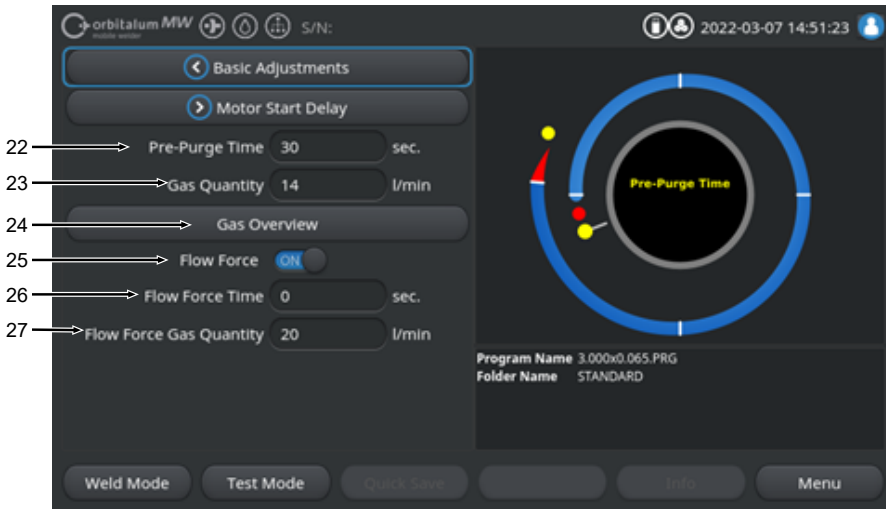 orbitalum MW S/N: 2022-03-07 14:51:23
mobile welder
Basic Adjustments
Motor Start Delay
22 Pre-Purge Time 30 sec.
23 Gas Quantity 14 l/min
24 Gas Overview
25 Flow Force ON
26 Flow Force Time 0 sec.
27 Flow Force Gas Quantity 20 l/min
Pre-Purge Time
Program Name 3.000x0.065.PRG
Folder Name STANDARD
Weld Mode Test Mode Quick Save Info Menu